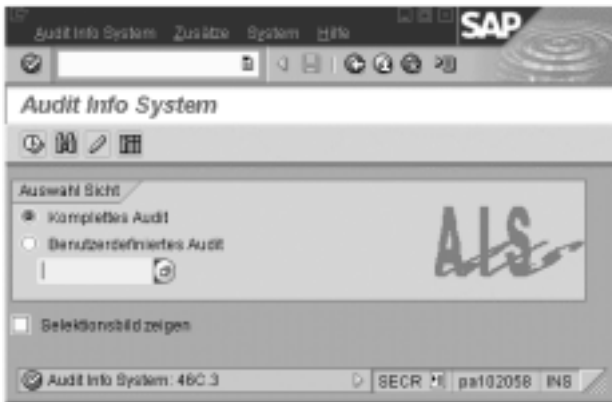 Audit Info System Zusätze System Hilfe
SAP
Audit Info System
Auswahl Sicht
Komplettes Audit
Benutzerdefiniertes Audit
AIS
Selektionsbild zeigen
Audit Info System: 46C.3 SECR pa102058 INS